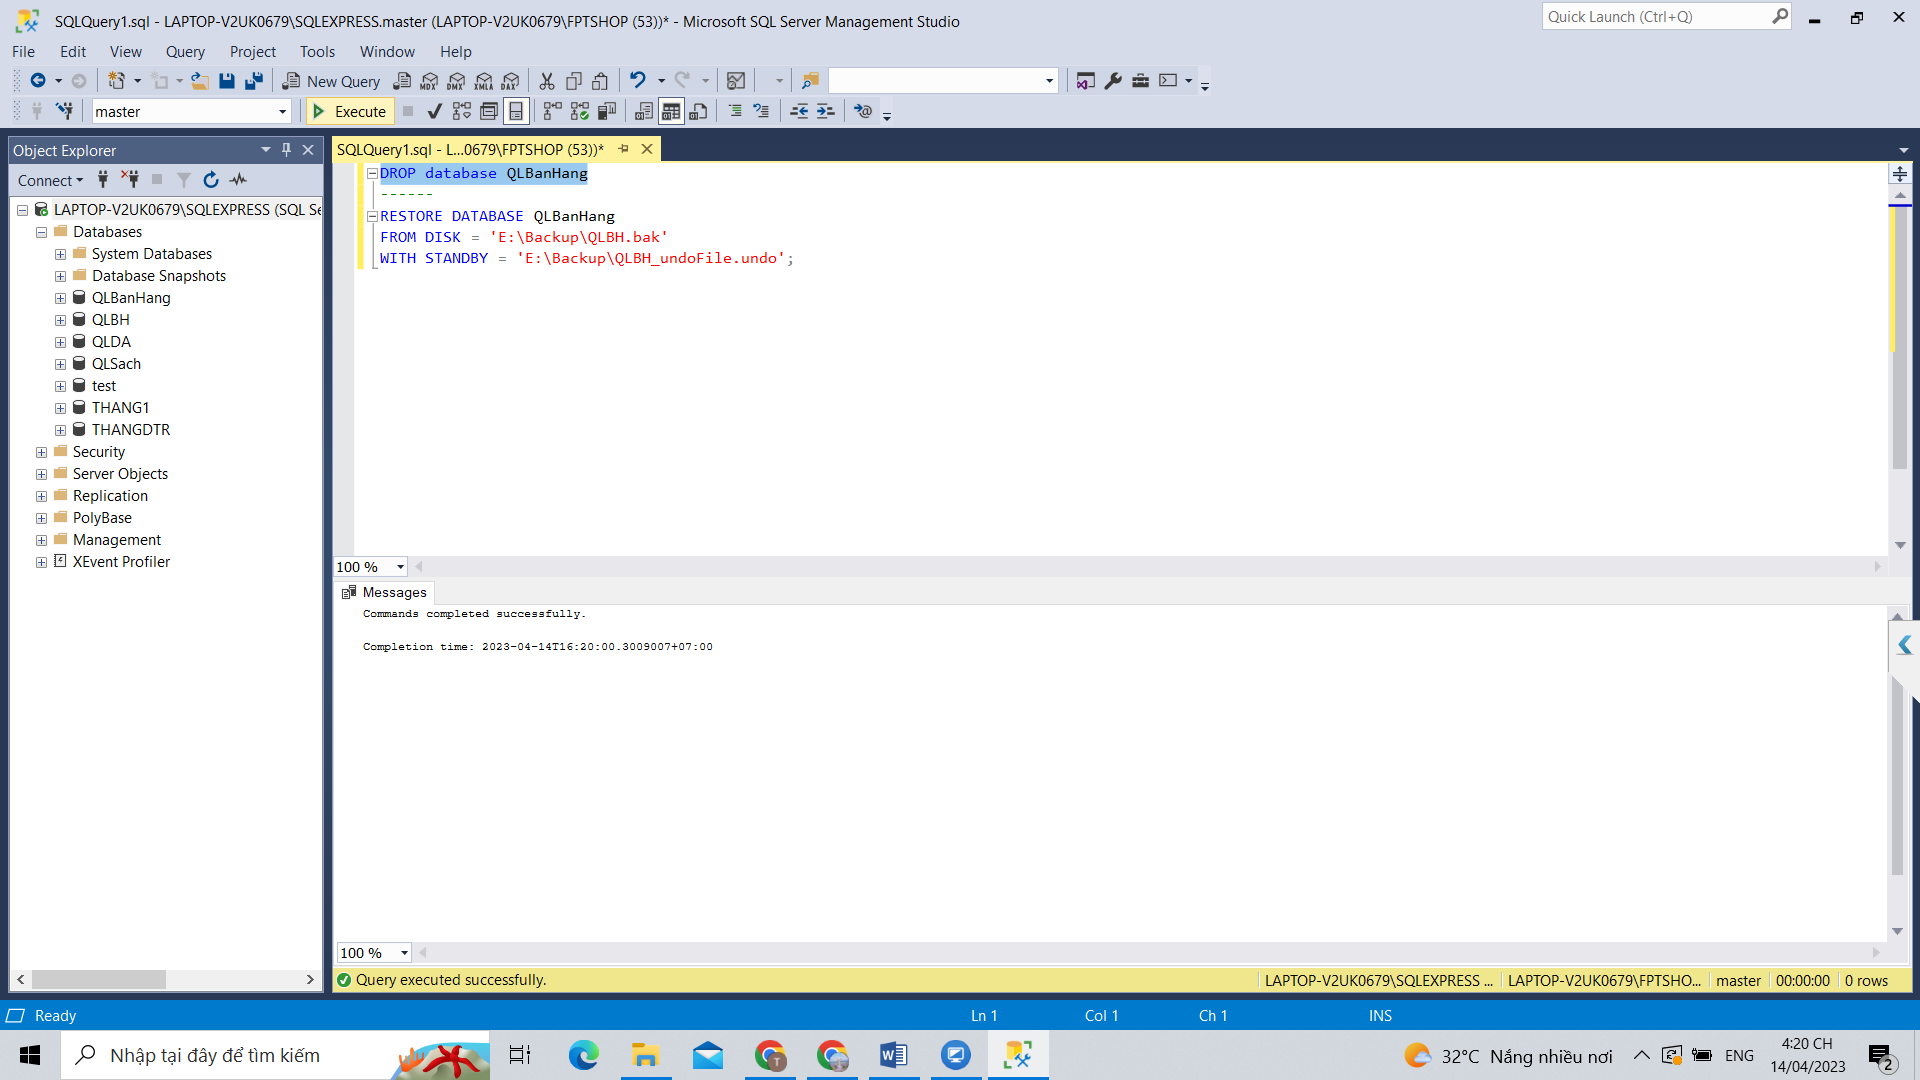 SQLQuery1.sql - LAPTOP-V2UK0679\SQLEXPRESS.master (LAPTOP-V2UK0679\FPTSHOP (53))* - Microsoft SQL Server Management Studio
Quick Launch (Ctrl+Q)
File Edit View Query Project Tools Window Help
New Query MDX DMX XMLA DAX
master Execute
Object Explorer
Connect
LAPTOP-V2UK0679\SQLEXPRESS (SQL Se
Databases
System Databases
Database Snapshots
QLBanHang
QLBH
QLDA
QLSach
test
THANG1
THANGDTR
Security
Server Objects
Replication
PolyBase
Management
XEvent Profiler
SQLQuery1.sql - L...0679\FPTSHOP (53))*
DROP database QLBanHang
------
RESTORE DATABASE QLBanHang
FROM DISK = 'E:\Backup\QLBH.bak'
WITH STANDBY = 'E:\Backup\QLBH_undoFile.undo';
100 %
Messages
Commands completed successfully.
Completion time: 2023-04-14T16:20:00.3009007+07:00
100 %
Query executed successfully. LAPTOP-V2UK0679\SQLEXPRESS ... LAPTOP-V2UK0679\FPTSHO... master 00:00:00 0 rows
Ready Ln 1 Col 1 Ch 1 INS
Nhập tại đây để tìm kiếm
32°C Nắng nhiều nơi
ENG
4:20 CH
14/04/2023
2